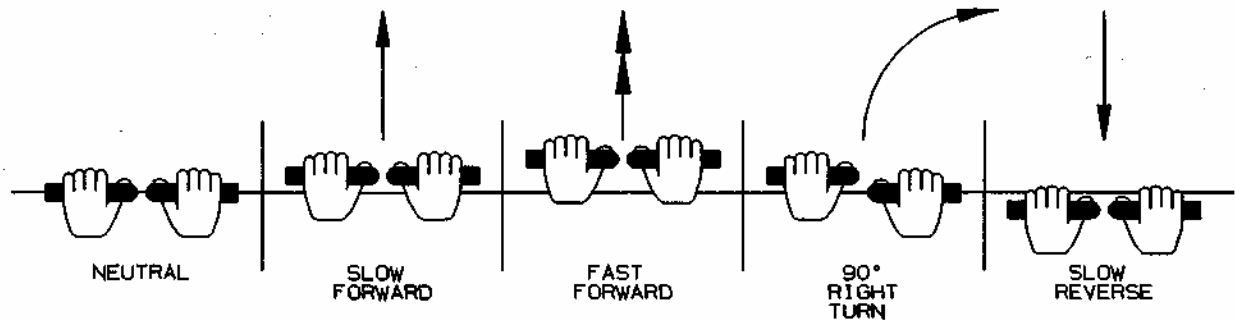 NEUTRAL
SLOW
FORWARD
FAST
FORWARD
90°
RIGHT
TURN
SLOW
REVERSE